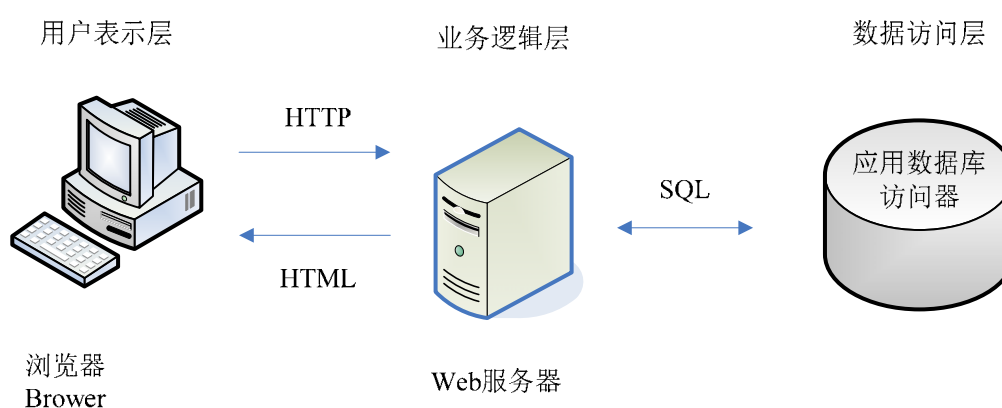 用户表示层
业务逻辑层
数据访问层
HTTP
HTML
SQL
应用数据库
访问器
浏览器
Brower
Web服务器